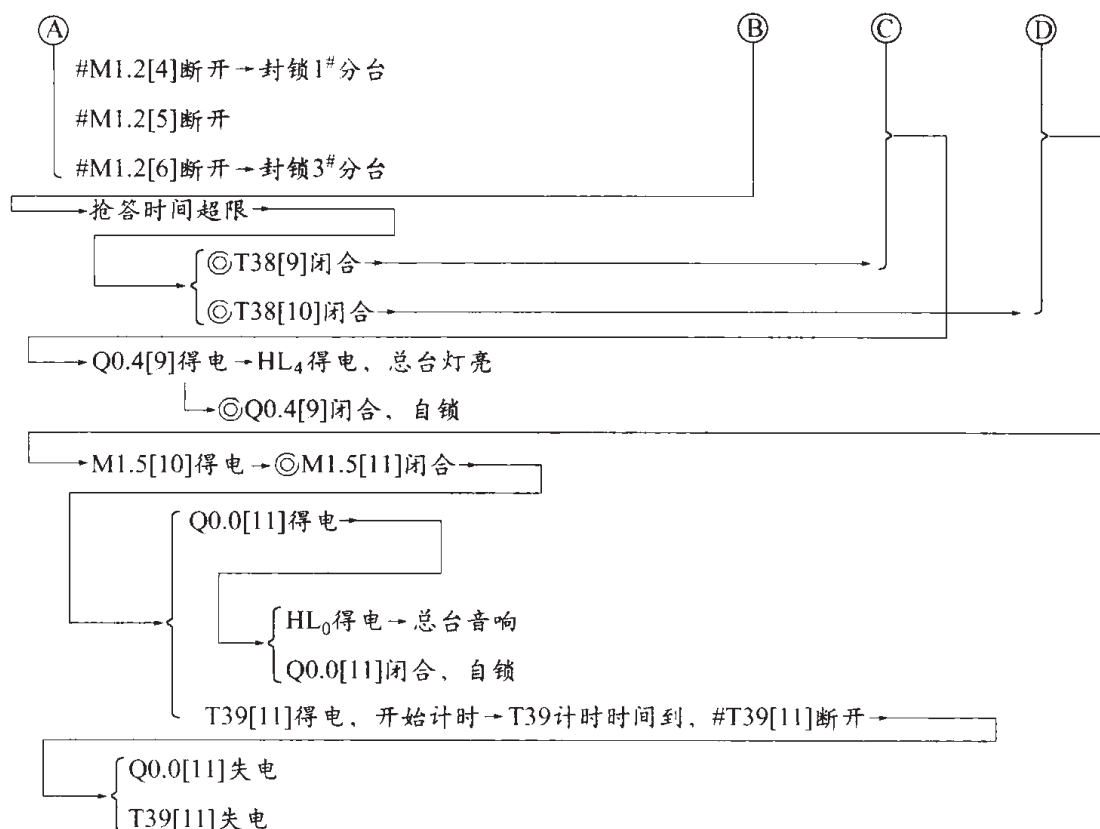 A B C D
#M1.2[4]断开→封锁1#分台
#M1.2[5]断开
#M1.2[6]断开→封锁3#分台
抢答时间超限
◎T38[9]闭合
◎T38[10]闭合
Q0.4[9]得电→HL4得电、总台灯亮
◎Q0.4[9]闭合、自锁
M1.5[10]得电→◎M1.5[11]闭合
Q0.0[11]得电
HL0得电→总台音响
Q0.0[11]闭合、自锁
T39[11]得电、开始计时→T39计时时间到、#T39[11]断开
Q0.0[11]失电
T39[11]失电